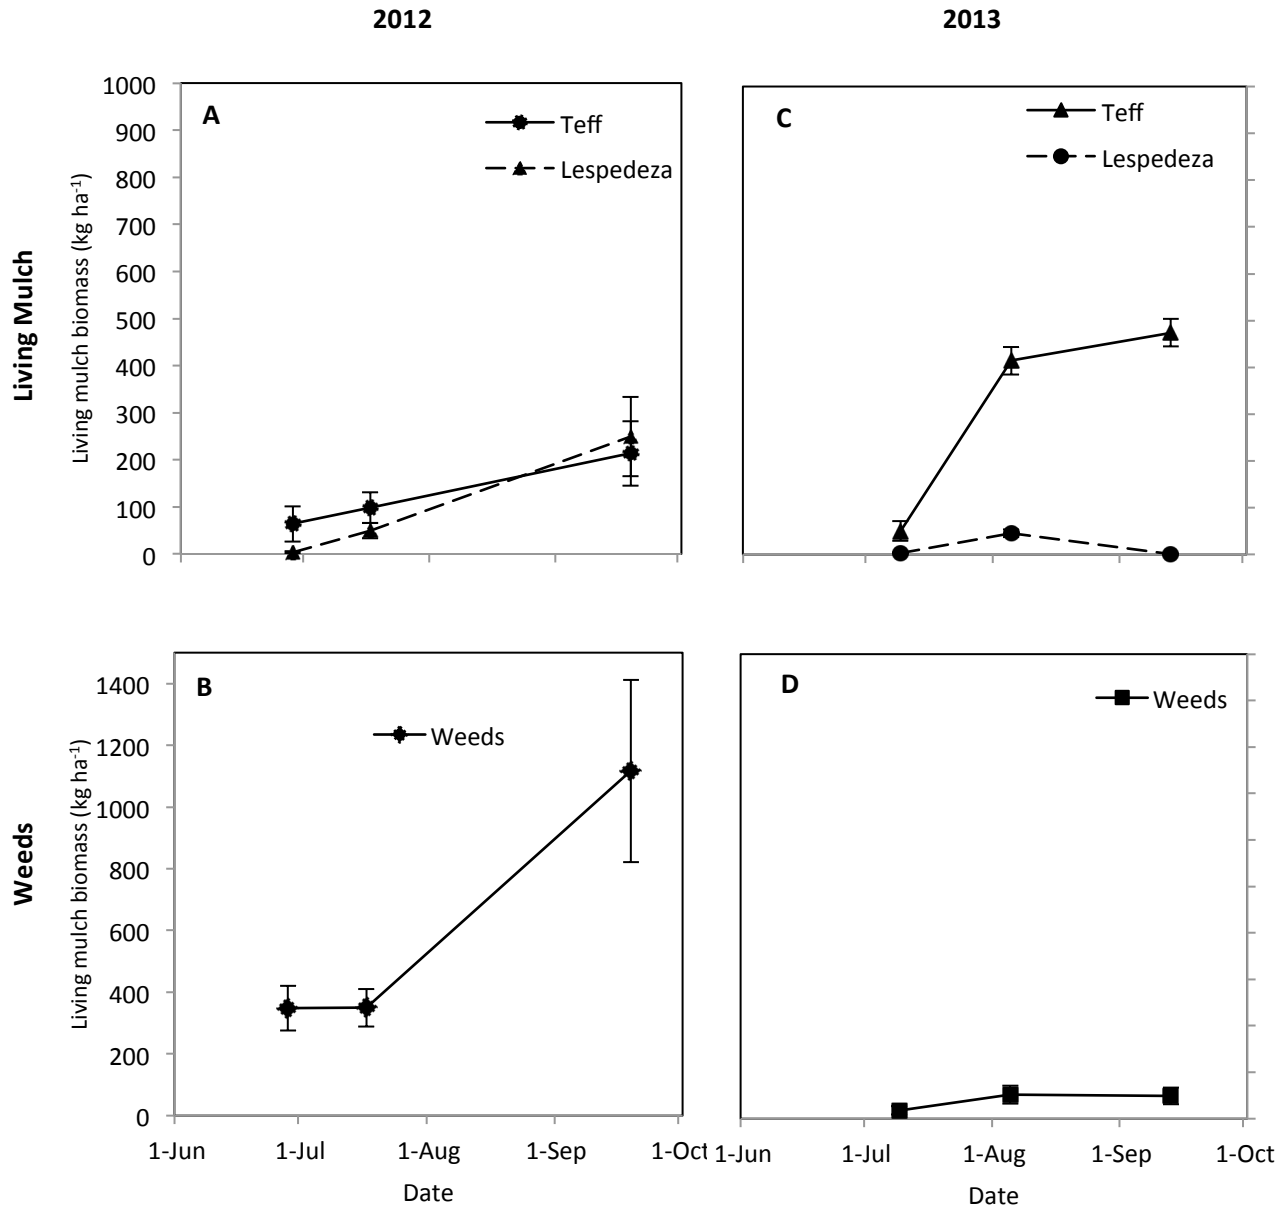 2012
2013
Living Mulch
Living mulch biomass (kg ha-1)
1000
900
800
700
600
500
400
300
200
100
0
A
Teff
Lespedeza
C
Teff
Lespedeza
Weeds
Living mulch biomass (kg ha-1)
1400
1200
1000
800
600
400
200
0
B
Weeds
D
Weeds
1-Jun
1-Jul
1-Aug
1-Sep
1-Oct
1-Jun
1-Jul
1-Aug
1-Sep
1-Oct
Date
Date